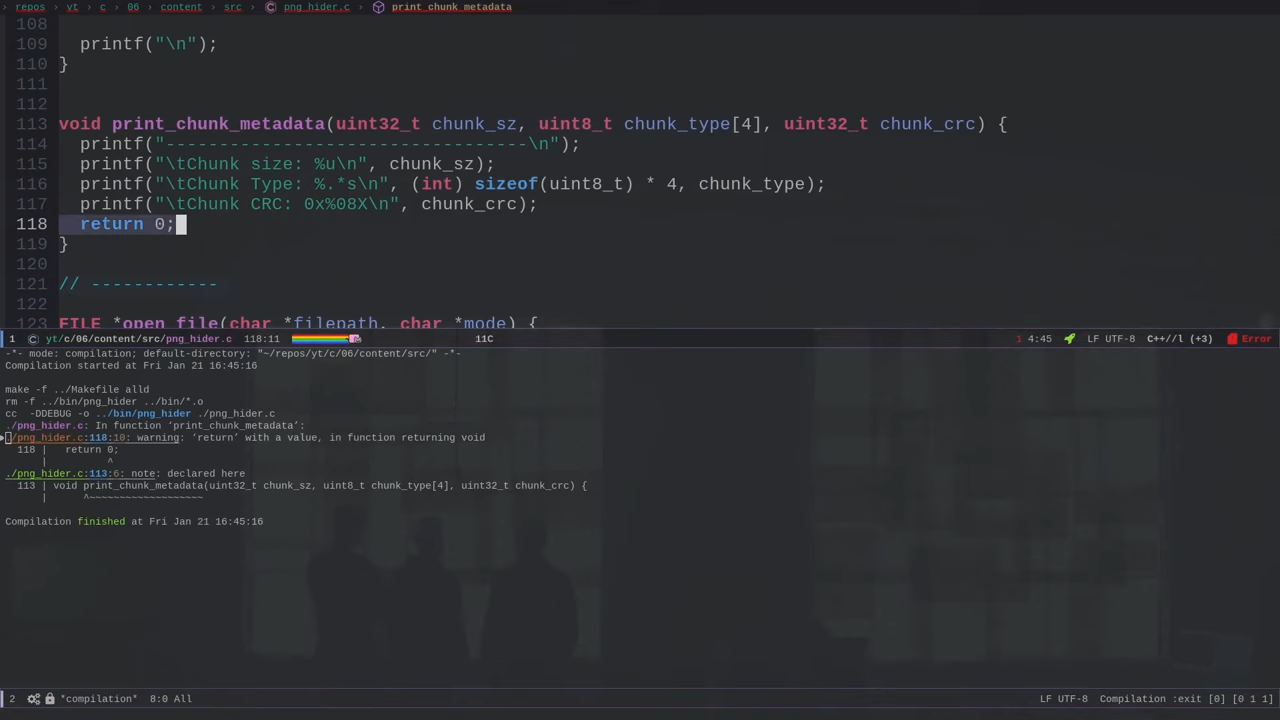 repos › yt › c › 06 › content › src › png_hider.c › print_chunk_metadata
108
109 printf("\n");
110 }
111
112
113 void print_chunk_metadata(uint32_t chunk_sz, uint8_t chunk_type[4], uint32_t chunk_crc) {
114 printf("----------------------------------\n");
115 printf("\tChunk size: %u\n", chunk_sz);
116 printf("\tChunk Type: %.*s\n", (int) sizeof(uint8_t) * 4, chunk_type);
117 printf("\tChunk CRC: 0x%08X\n", chunk_crc);
118 return 0;
119 }
120
121 // ------------
122
123 FILE *open_file(char *filepath, char *mode) {
1 yt/c/06/content/src/png_hider.c 118:11 11C 1 4:45 LF UTF-8 C++//l (+3) Error
-*- mode: compilation; default-directory: "~/repos/yt/c/06/content/src/" -*-
Compilation started at Fri Jan 21 16:45:16
make -f ../Makefile alld
rm -f ../bin/png_hider ../bin/*.o
cc -DDEBUG -o ../bin/png_hider ./png_hider.c
./png_hider.c: In function ‘print_chunk_metadata’:
./png_hider.c:118:10: warning: ‘return’ with a value, in function returning void
118 | return 0;
| ^
./png_hider.c:113:6: note: declared here
113 | void print_chunk_metadata(uint32_t chunk_sz, uint8_t chunk_type[4], uint32_t chunk_crc) {
| ^~~~~~~~~~~~~~~~~~~~
Compilation finished at Fri Jan 21 16:45:16
2 *compilation* 8:0 All LF UTF-8 Compilation :exit [0] [0 1 1]